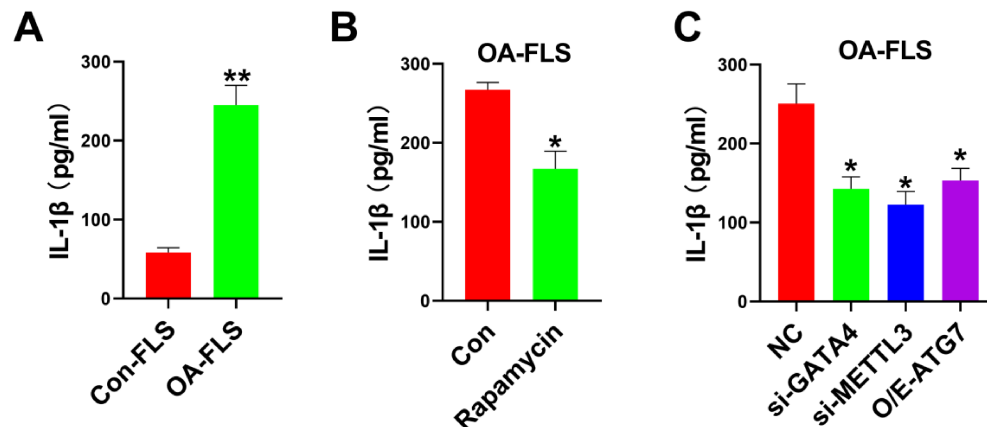 A
IL-1β（pg/ml）
300
200
100
0
**
Con-FLS
OA-FLS
B
OA-FLS
IL-1β（pg/ml）
300
200
100
0
*
Con
Rapamycin
C
OA-FLS
IL-1β（pg/ml）
300
200
100
0
*
*
*
NC
si-GATA4
si-METTL3
O/E-ATG7